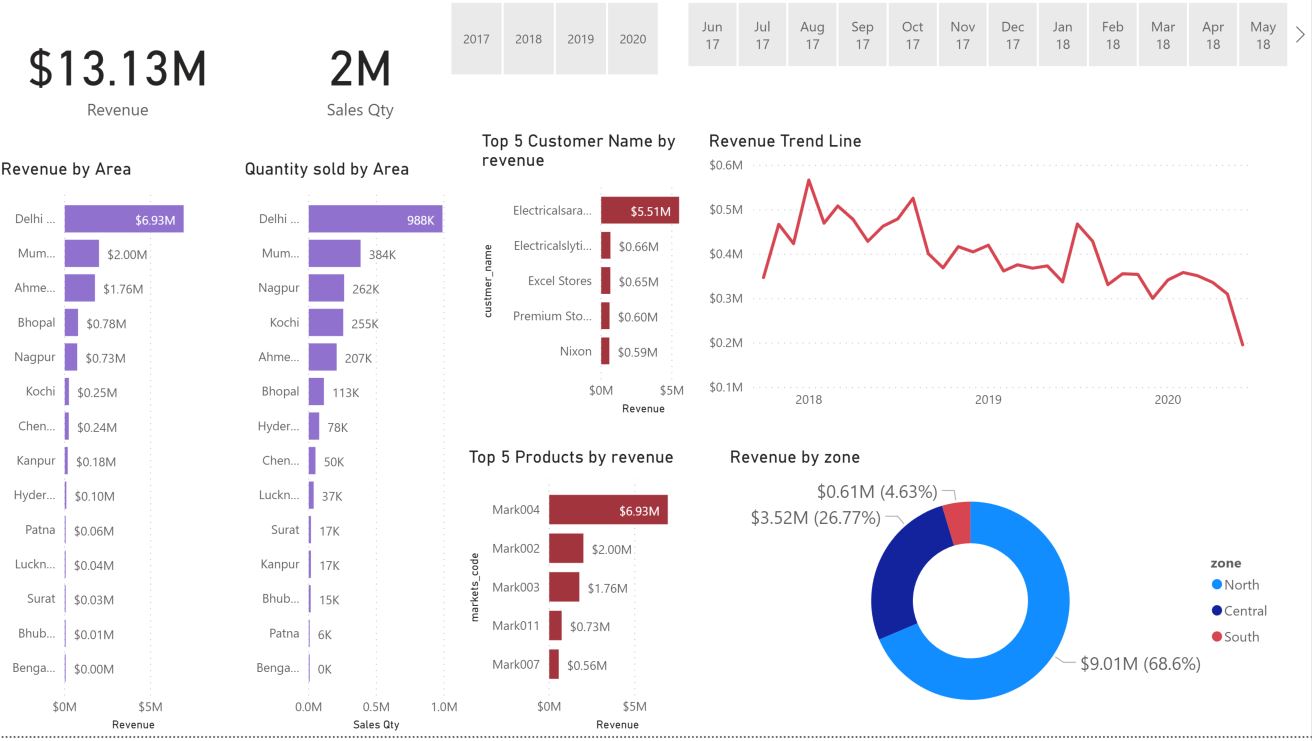 $13.13M
Revenue
2M
Sales Qty
2017 2018 2019 2020
Jun 17 Jul 17 Aug 17 Sep 17 Oct 17 Nov 17 Dec 17 Jan 18 Feb 18 Mar 18 Apr 18 May 18
Revenue by Area
Delhi ... $6.93M
Mum... $2.00M
Ahme... $1.76M
Bhopal $0.78M
Nagpur $0.73M
Kochi $0.25M
Chen... $0.24M
Kanpur $0.18M
Hyder... $0.10M
Patna $0.06M
Luckn... $0.04M
Surat $0.03M
Bhub... $0.01M
Benga... $0.00M
$0M $5M
Revenue
Quantity sold by Area
Delhi ... 988K
Mum... 384K
Nagpur 262K
Kochi 255K
Ahme... 207K
Bhopal 113K
Hyder... 78K
Chen... 50K
Luckn... 37K
Surat 17K
Kanpur 17K
Bhub... 15K
Patna 6K
Benga... 0K
0.0M 0.5M 1.0M
Sales Qty
Top 5 Customer Name by
revenue
custmer_name
Electricalsara... $5.51M
Electricalslyti... $0.66M
Excel Stores $0.65M
Premium Sto... $0.60M
Nixon $0.59M
$0M $5M
Revenue
Revenue Trend Line
$0.6M
$0.5M
$0.4M
$0.3M
$0.2M
$0.1M
2018 2019 2020
Top 5 Products by revenue
markets_code
Mark004 $6.93M
Mark002 $2.00M
Mark003 $1.76M
Mark011 $0.73M
Mark007 $0.56M
$0M $5M
Revenue
Revenue by zone
$0.61M (4.63%)
$3.52M (26.77%)
$9.01M (68.6%)
zone
North
Central
South